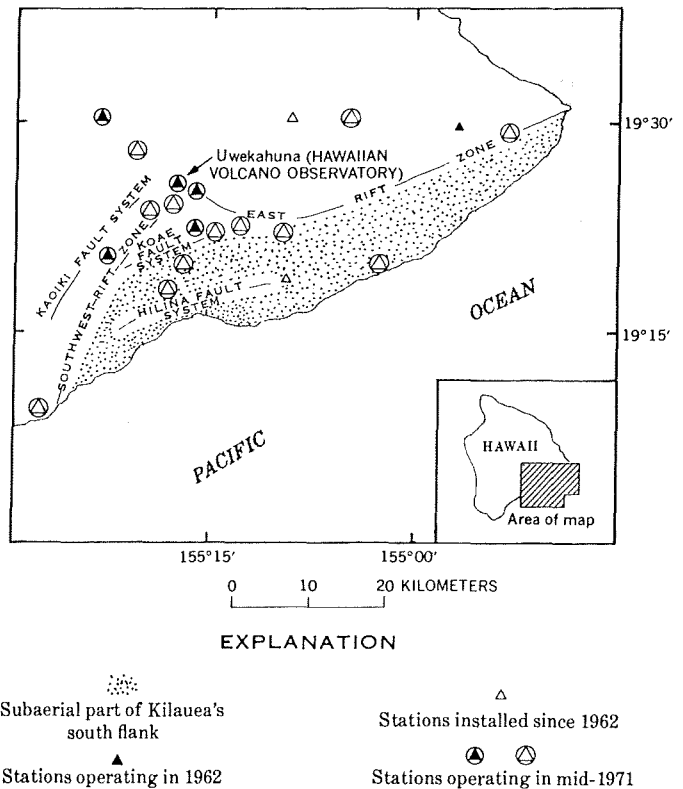 19°30′
Uwekahuna (HAWAIIAN
VOLCANO OBSERVATORY)
ZONE
RIFT
EAST
KAOIKI FAULT SYSTEM
SOUTHWEST-RIFT ZONE
KOAE
FAULT
SYSTEM
HILINA FAULT
SYSTEM
OCEAN
19°15′
PACIFIC
HAWAII
Area of map
155°15′
155°00′
0 10 20 KILOMETERS
EXPLANATION
Subaerial part of Kilauea's
south flank
Stations operating in 1962
Stations installed since 1962
Stations operating in mid-1971